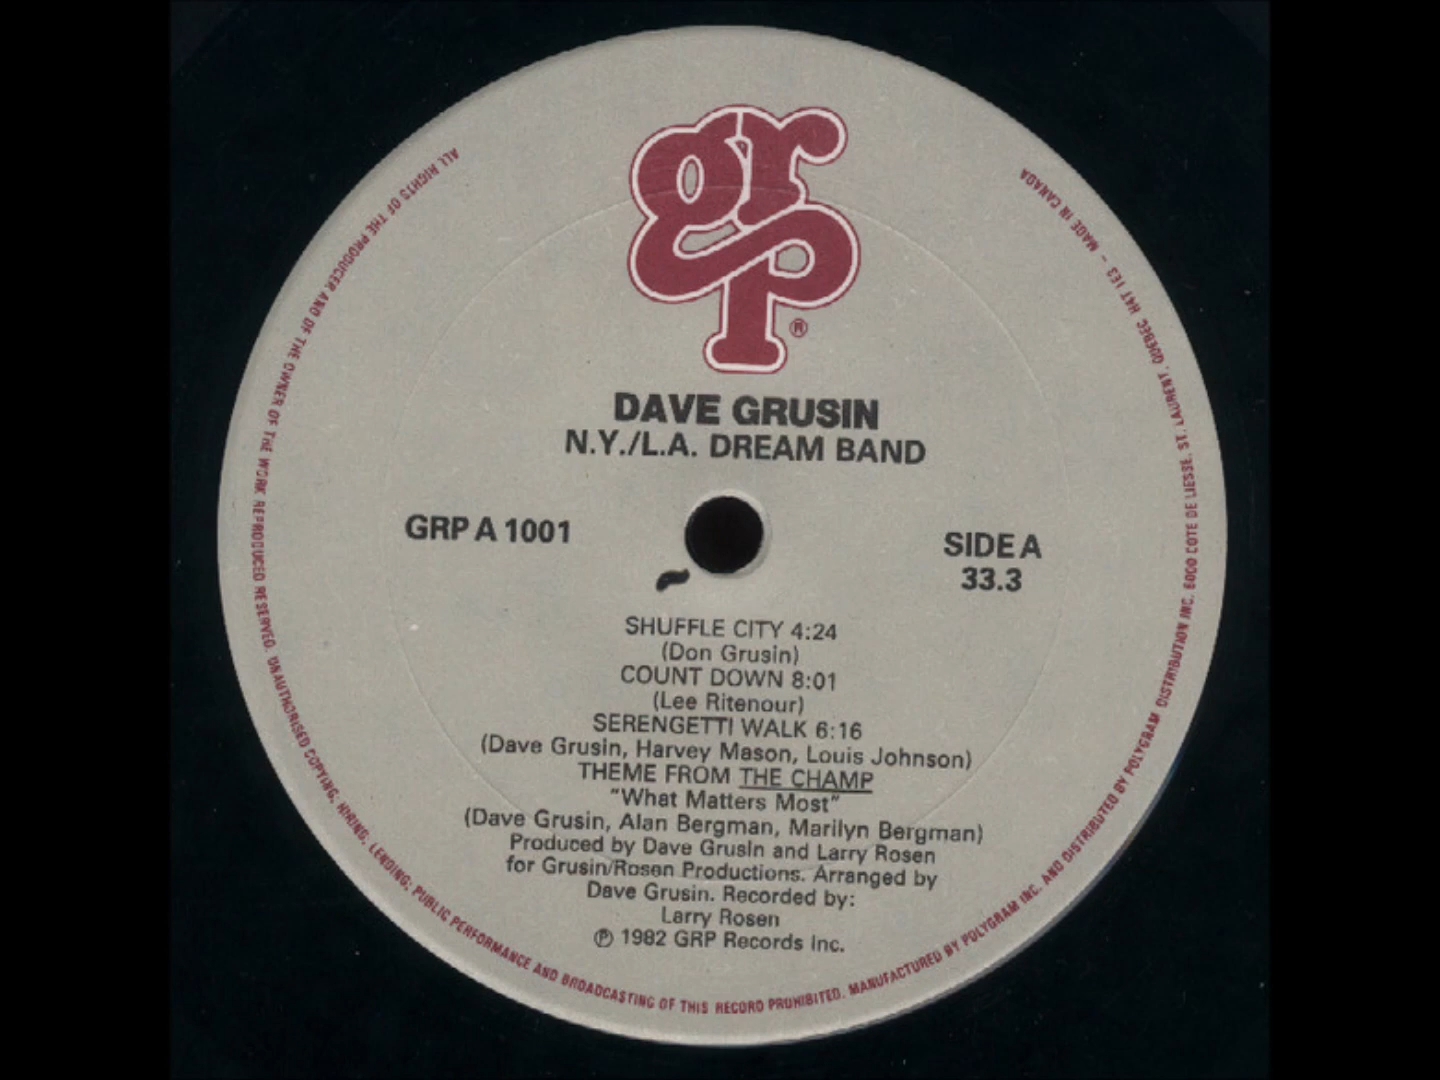 grp
®
DAVE GRUSIN
N.Y./L.A. DREAM BAND
GRP A 1001
SIDE A
33.3
SHUFFLE CITY 4:24
(Don Grusin)
COUNT DOWN 8:01
(Lee Ritenour)
SERENGETTI WALK 6:16
(Dave Grusin, Harvey Mason, Louis Johnson)
THEME FROM THE CHAMP
"What Matters Most"
(Dave Grusin, Alan Bergman, Marilyn Bergman)
Produced by Dave Grusin and Larry Rosen
for Grusin/Rosen Productions. Arranged by
Dave Grusin. Recorded by:
Larry Rosen
℗ 1982 GRP Records Inc.
ALL RIGHTS OF THE PRODUCER AND OF THE OWNER OF THE WORK REPRODUCED RESERVED. UNAUTHORISED COPYING, HIRING, LENDING, PUBLIC PERFORMANCE AND BROADCASTING OF THIS RECORD PROHIBITED. MANUFACTURED BY POLYGRAM INC. AND DISTRIBUTED BY POLYGRAM DISTRIBUTION INC. 6000 COTE DE LIESSE, ST. LAURENT, QUEBEC H4T 1E3 – MADE IN CANADA